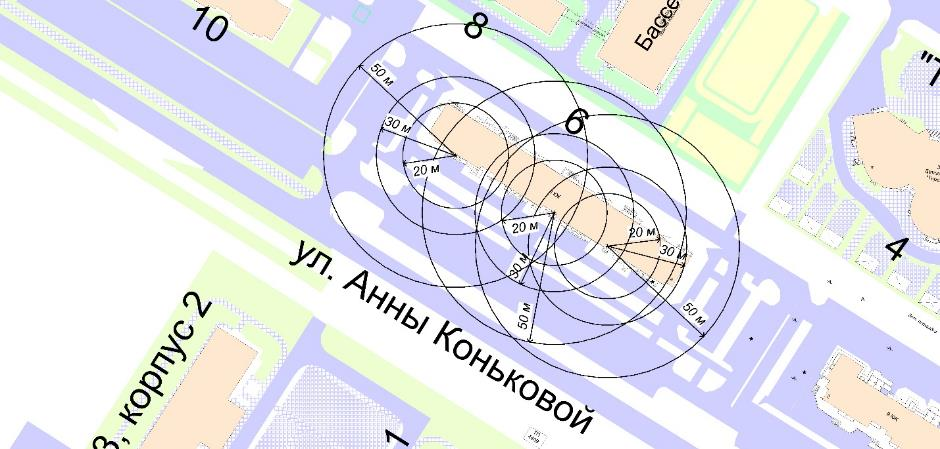 10
8
Бассе
"Т
50 м
6
30 м
20 м
20 м
20 м
30 м
30 м
4
50 м
50 м
ул. Анны Коньковой
3, корпус 2
1
ТП